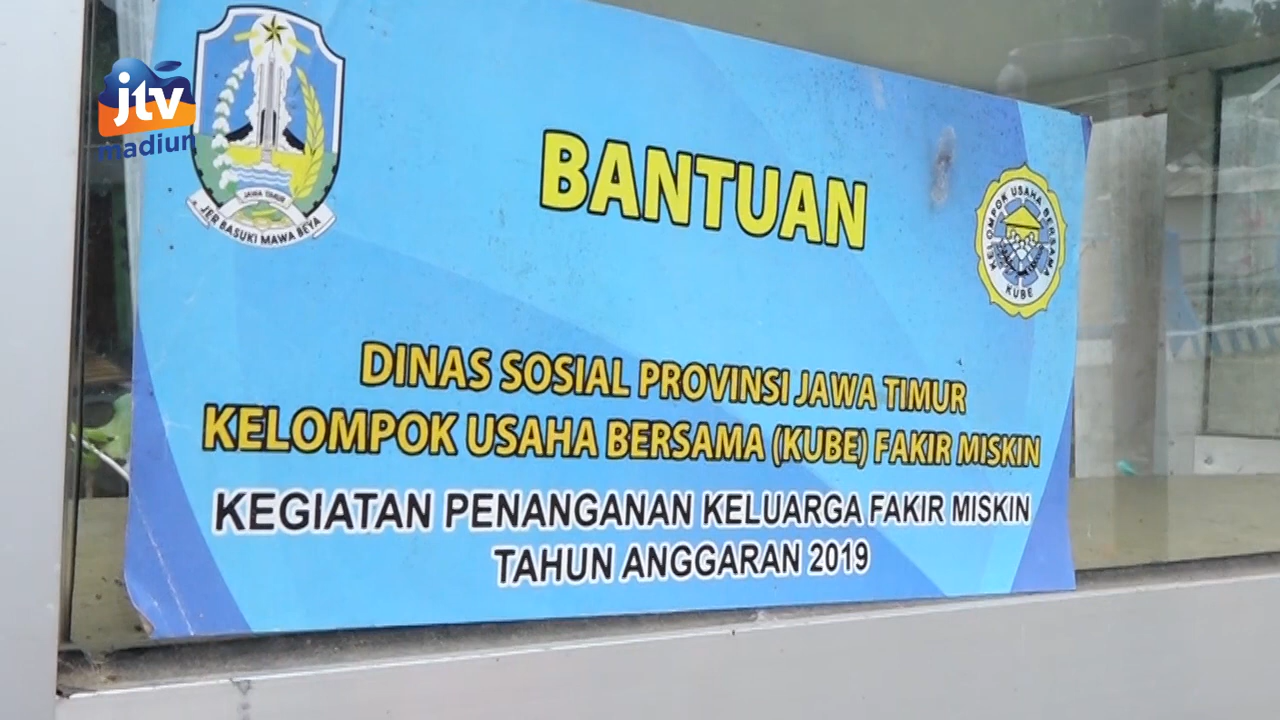 jtv
madiun
JAWA TIMUR
JER BASUKI MAWA BEYA
BANTUAN
KELOMPOK USAHA BERSAMA
KUBE
DINAS SOSIAL PROVINSI JAWA TIMUR
KELOMPOK USAHA BERSAMA (KUBE) FAKIR MISKIN
KEGIATAN PENANGANAN KELUARGA FAKIR MISKIN
TAHUN ANGGARAN 2019